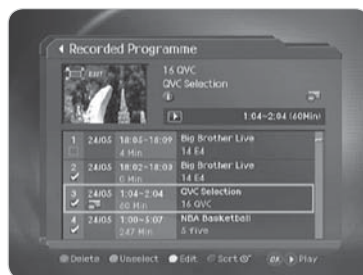 Recorded Programme
EXIT
16 QVC
QVC Selection
1:04~2:04 (60Min)
1 24/05 18:05~18:09 Big Brother Live
4 Min 14 E4
2 24/05 18:02~18:03 Big Brother Live
0 Min 14 E4
3 24/05 1:04~2:04 QVC Selection
60 Min 16 QVC
4 24/05 1:00~5:07 NBA Basketball
247 Min 5 five
Delete Unselect Edit Sort OK Play